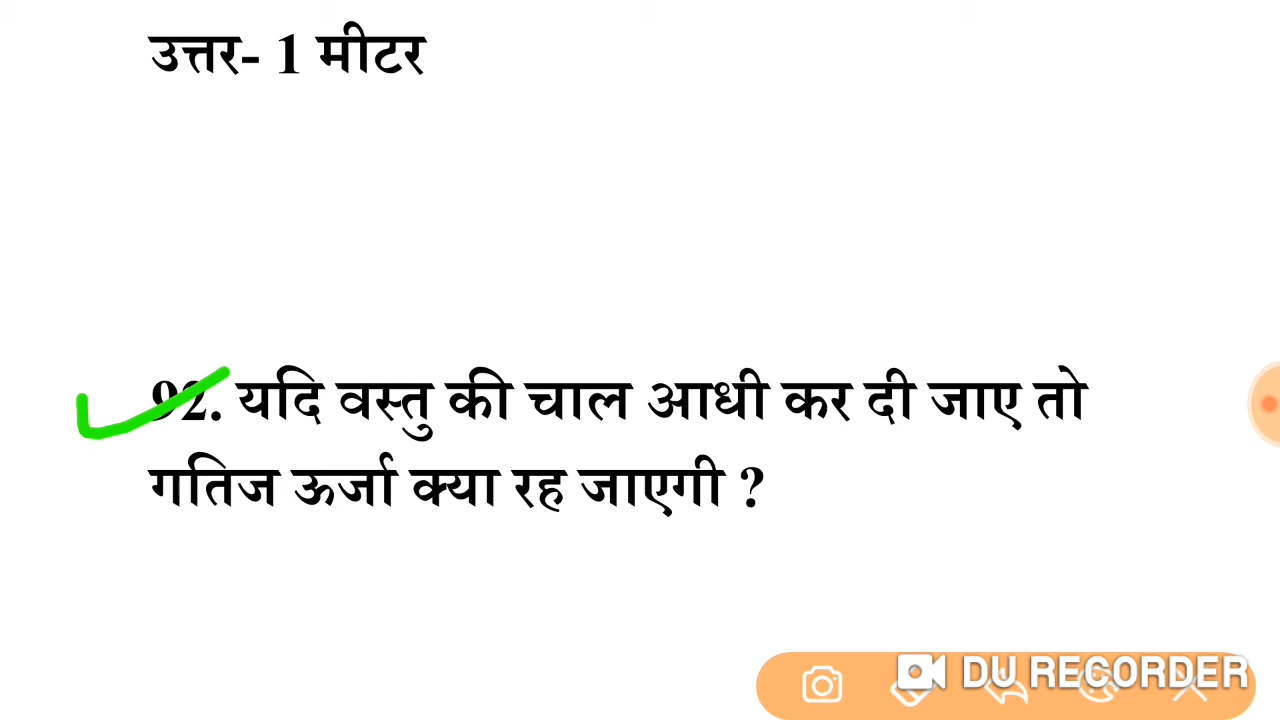 उत्तर- 1 मीटर
92. यदि वस्तु की चाल आधी कर दी जाए तो
गतिज ऊर्जा क्या रह जाएगी ?
DU RECORDER